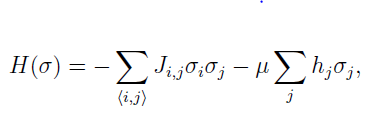 H(σ) = − ∑_{⟨i,j⟩} J_{i,j} σ_i σ_j − μ ∑_j h_j σ_j,